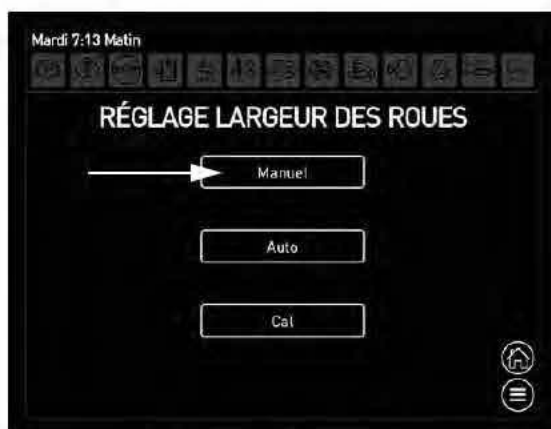 Mardi 7:13 Matin
RÉGLAGE LARGEUR DES ROUES
Manuel
Auto
Cal